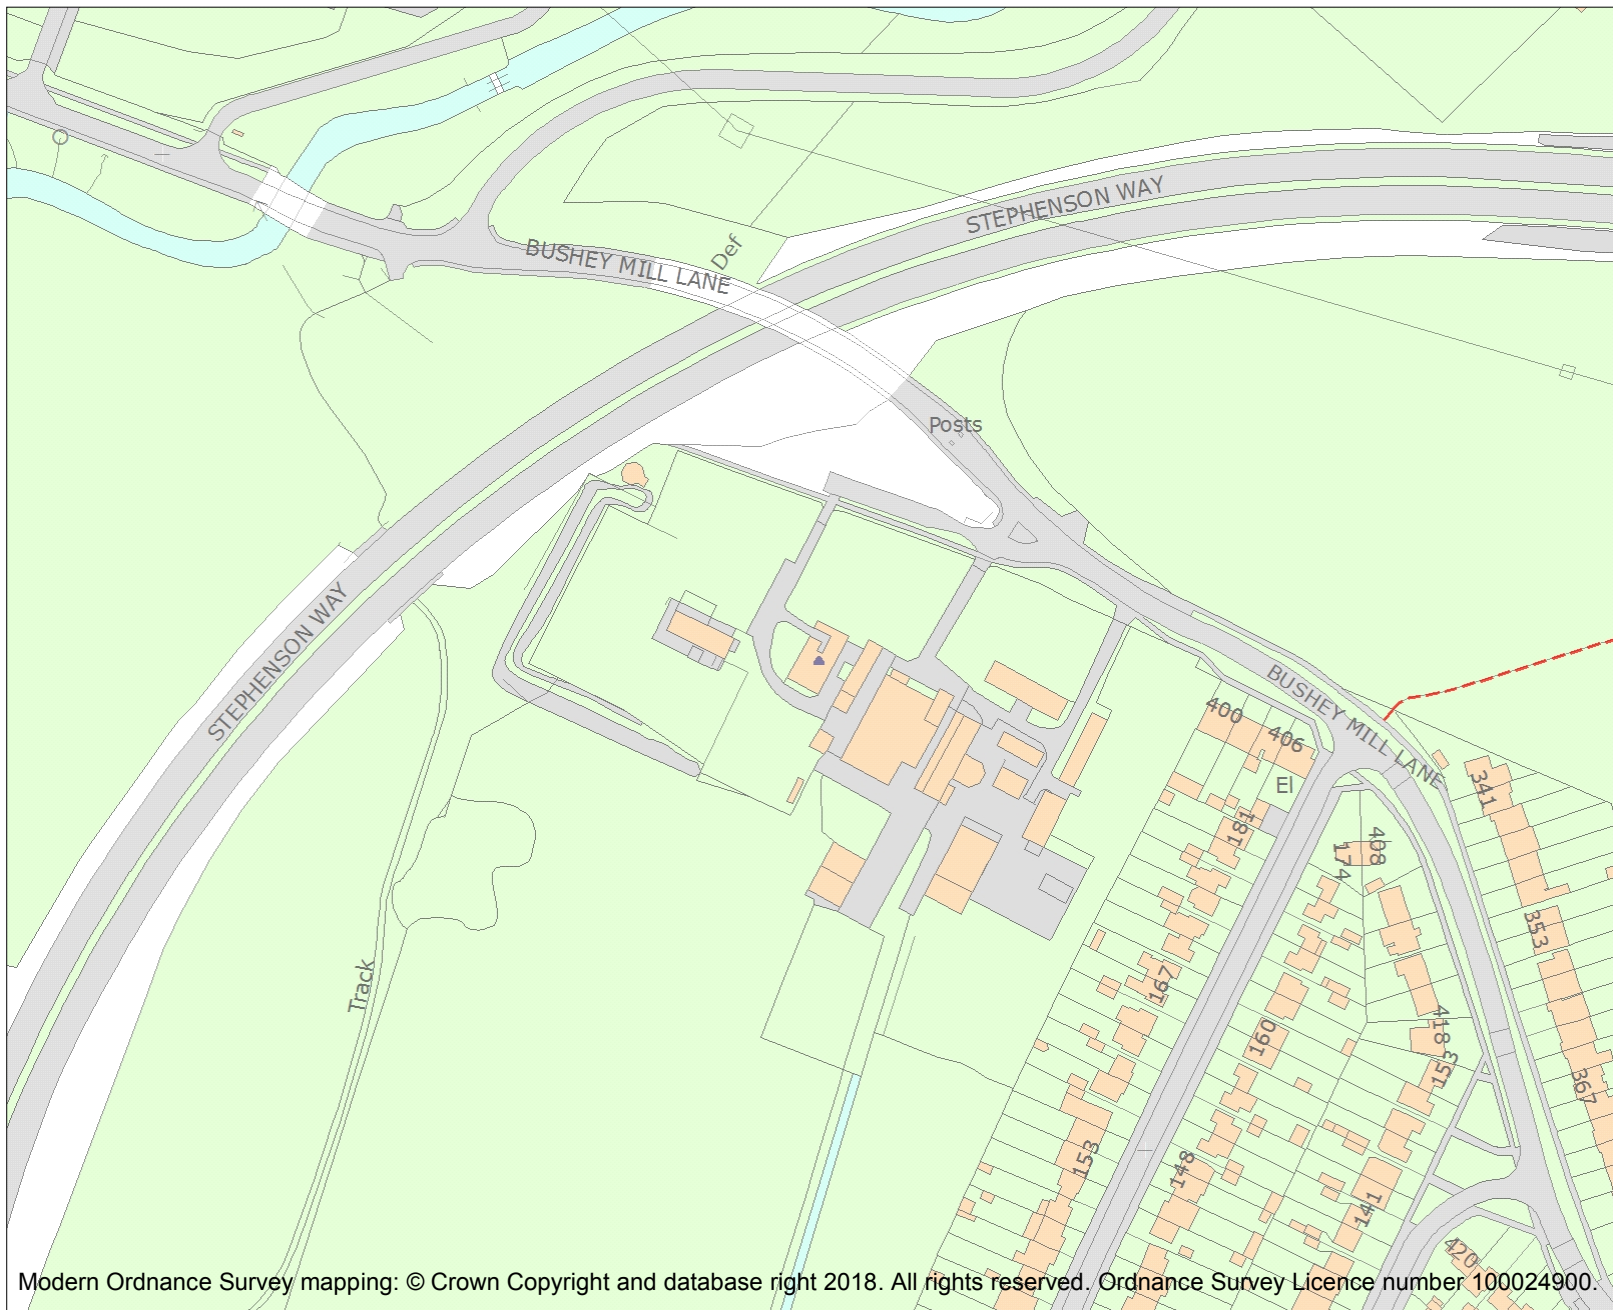 STEPHENSON WAY
BUSHEY MILL LANE
Def
Posts
STEPHENSON WAY
BUSHEY MILL LANE
400
406
El
341
181
408
174
353
167
Track
160
418
153
367
153
148
141
420
Modern Ordnance Survey mapping: © Crown Copyright and database right 2018. All rights reserved. Ordnance Survey Licence number 100024900.